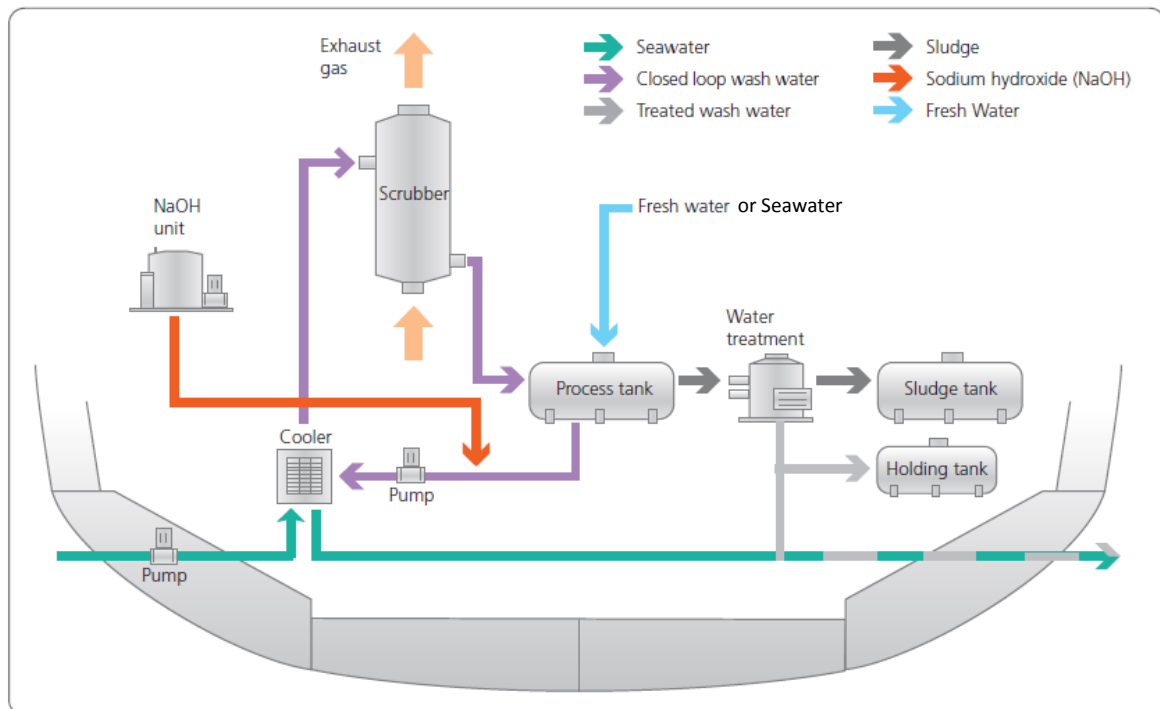 Exhaust
gas
Seawater
Closed loop wash water
Treated wash water
Sludge
Sodium hydroxide (NaOH)
Fresh Water
Scrubber
NaOH
unit
Fresh water or Seawater
Water
treatment
Process tank
Sludge tank
Cooler
Holding tank
Pump
Pump